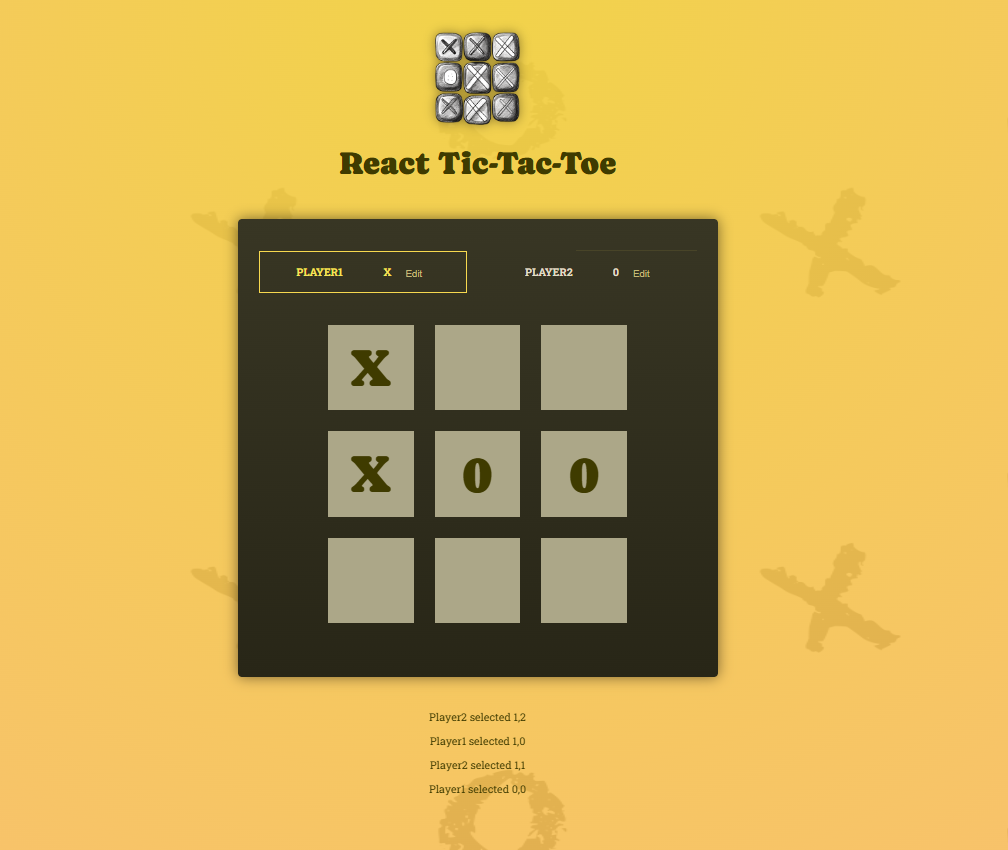 React Tic-Tac-Toe
PLAYER1 X Edit PLAYER2 0 Edit
X
X 0 0
Player2 selected 1,2
Player1 selected 1,0
Player2 selected 1,1
Player1 selected 0,0